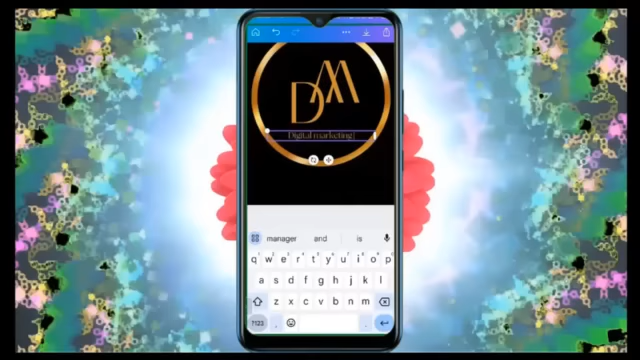 DM
Digital marketing
manager and is
q w e r t y u i o p
a s d f g h j k l
z x c v b n m
?123 , .